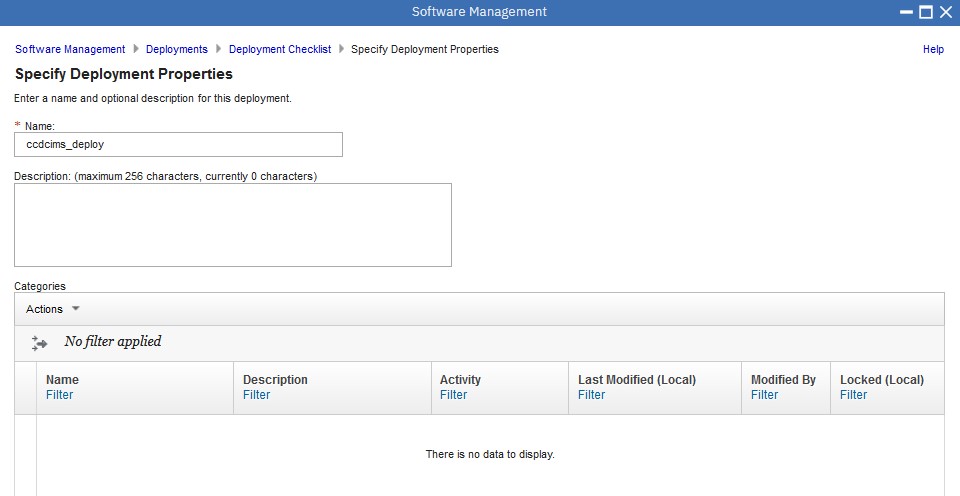 Software Management
Software Management Deployments Deployment Checklist Specify Deployment Properties Help
Specify Deployment Properties
Enter a name and optional description for this deployment.
* Name:
ccdcims_deploy
Description: (maximum 256 characters, currently 0 characters)
Categories
Actions
No filter applied
Name Description Activity Last Modified (Local) Modified By Locked (Local)
Filter Filter Filter Filter Filter Filter
There is no data to display.